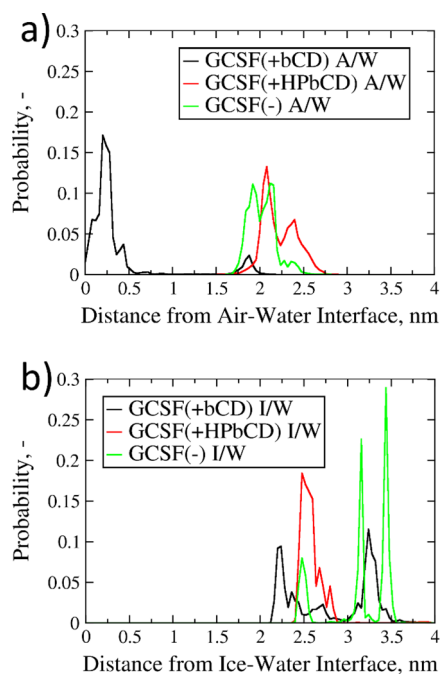 a)
0.3
0.25
0.2
0.15
0.1
0.05
0
Probability, -
GCSF(+bCD) A/W
GCSF(+HPbCD) A/W
GCSF(-) A/W
0 0.5 1 1.5 2 2.5 3 3.5 4
Distance from Air-Water Interface, nm
b)
0.3
0.25
0.2
0.15
0.1
0.05
0
Probability, -
GCSF(+bCD) I/W
GCSF(+HPbCD) I/W
GCSF(-) I/W
0 0.5 1 1.5 2 2.5 3 3.5 4
Distance from Ice-Water Interface, nm